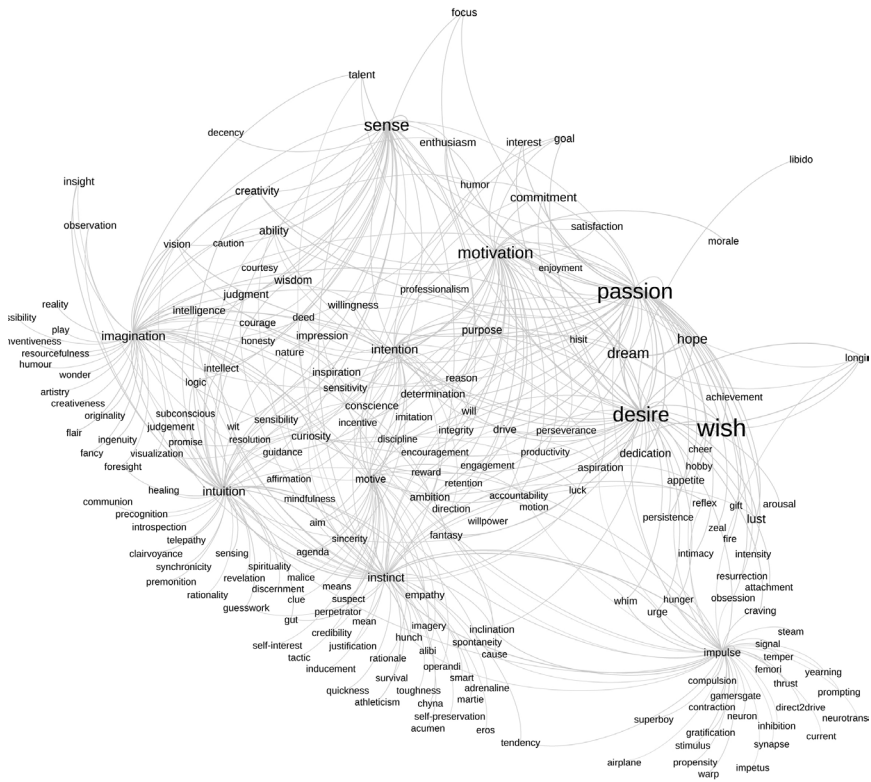 focus
talent
sense
decency
enthusiasm
interest
goal
libido
insight
humor
creativity
commitment
observation
ability
satisfaction
vision
caution
morale
motivation
courtesy
enjoyment
wisdom
professionalism
passion
judgment
reality
willingness
intelligence
ssibility
deed
courage
play
purpose
imagination
impression
hisit
hope
nventiveness
honesty
intention
nature
dream
resourcefulness
longi
humour
intellect
inspiration
reason
wonder
logic
sensitivity
artistry
determination
achievement
creativeness
conscience
subconscious
will
desire
originality
imitation
sensibility
incentive
wish
judgement
wit
integrity
drive
perseverance
flair
curiosity
ingenuity
promise
resolution
discipline
cheer
fancy
visualization
guidance
encouragement
productivity
dedication
foresight
engagement
hobby
aspiration
reward
affirmation
motive
appetite
retention
healing
intuition
luck
mindfulness
ambition
accountability
communion
reflex
gift
arousal
direction
motion
precognition
persistence
lust
aim
willpower
introspection
zeal
fantasy
telepathy
sincerity
fire
clairvoyance
sensing
agenda
intimacy
intensity
synchronicity
spirituality
premonition
revelation
malice
instinct
resurrection
discernment
means
attachment
rationality
empathy
obsession
clue
suspect
whim
hunger
guesswork
perpetrator
urge
craving
gut
mean
imagery
inclination
steam
credibility
hunch
spontaneity
signal
self-interest
justification
alibi
cause
impulse
temper
tactic
rationale
operandi
femori
inducement
yearning
survival
smart
compulsion
thrust
quickness
toughness
adrenaline
gamersgate
prompting
athleticism
chyna
martie
contraction
direct2drive
self-preservation
superboy
neuron
neurotrans
acumen
eros
inhibition
gratification
current
tendency
stimulus
synapse
airplane
propensity
impetus
warp